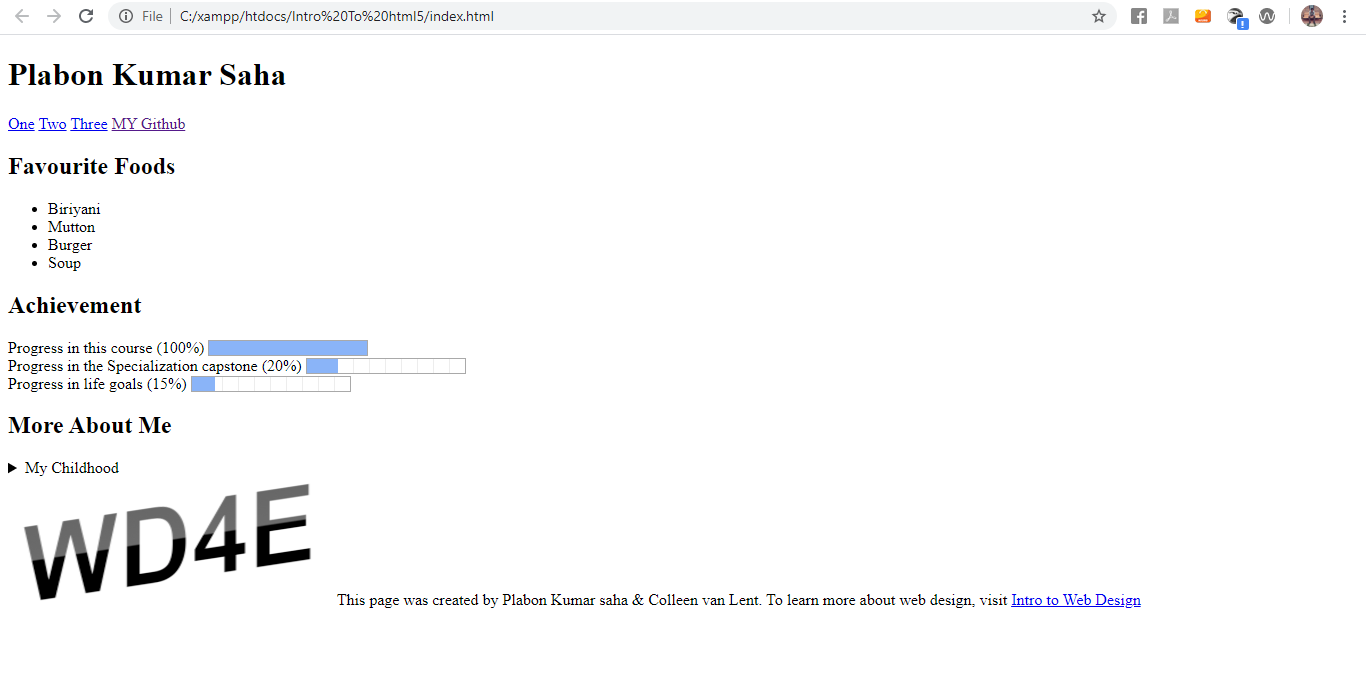 File | C:/xampp/htdocs/Intro%20To%20html5/index.html
Plabon Kumar Saha
One Two Three MY Github
Favourite Foods
Biriyani
Mutton
Burger
Soup
Achievement
Progress in this course (100%)
Progress in the Specialization capstone (20%)
Progress in life goals (15%)
More About Me
My Childhood
WD4E
This page was created by Plabon Kumar saha & Colleen van Lent. To learn more about web design, visit Intro to Web Design